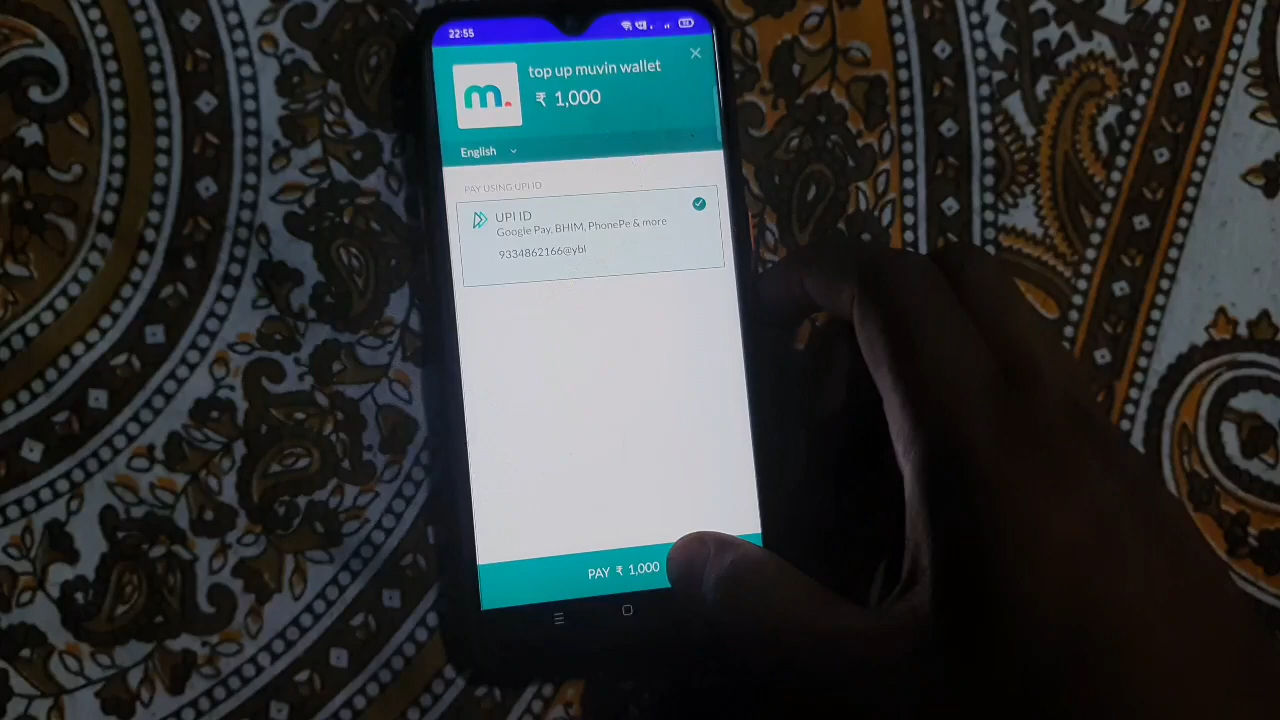 22:55
m.
top up muvin wallet
₹ 1,000
English
PAY USING UPI ID
UPI ID
Google Pay, BHIM, PhonePe & more
9334862166@ybl
PAY ₹ 1,000